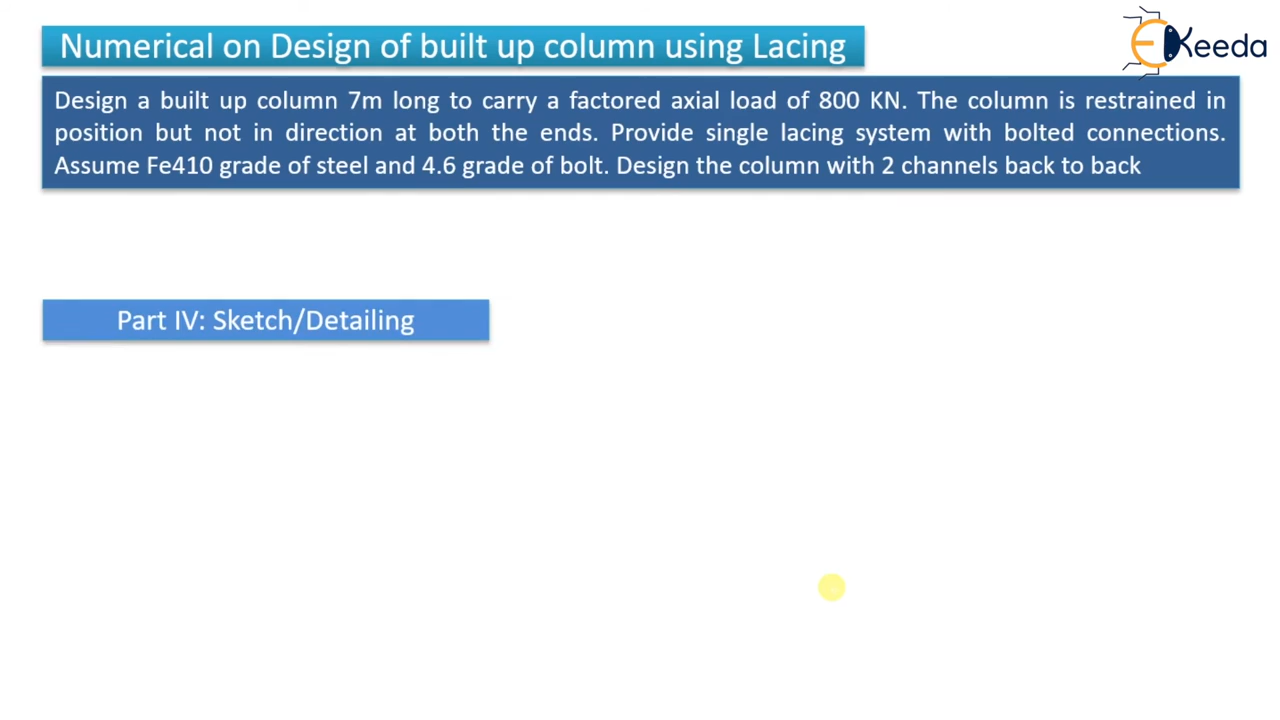 Numerical on Design of built up column using Lacing
EKeeda
Design a built up column 7m long to carry a factored axial load of 800 KN. The column is restrained in
position but not in direction at both the ends. Provide single lacing system with bolted connections.
Assume Fe410 grade of steel and 4.6 grade of bolt. Design the column with 2 channels back to back
Part IV: Sketch/Detailing